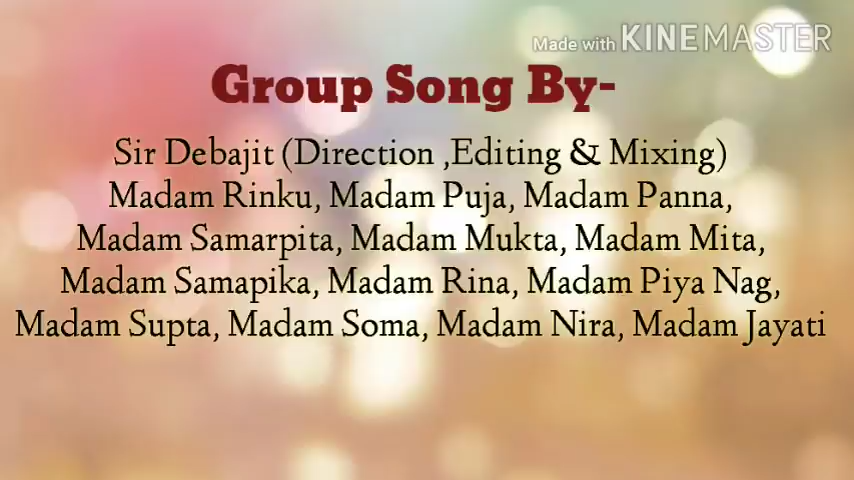 Made with KINEMASTER
Group Song By-
Sir Debajit (Direction ,Editing & Mixing)
Madam Rinku, Madam Puja, Madam Panna,
Madam Samarpita, Madam Mukta, Madam Mita,
Madam Samapika, Madam Rina, Madam Piya Nag,
Madam Supta, Madam Soma, Madam Nira, Madam Jayati